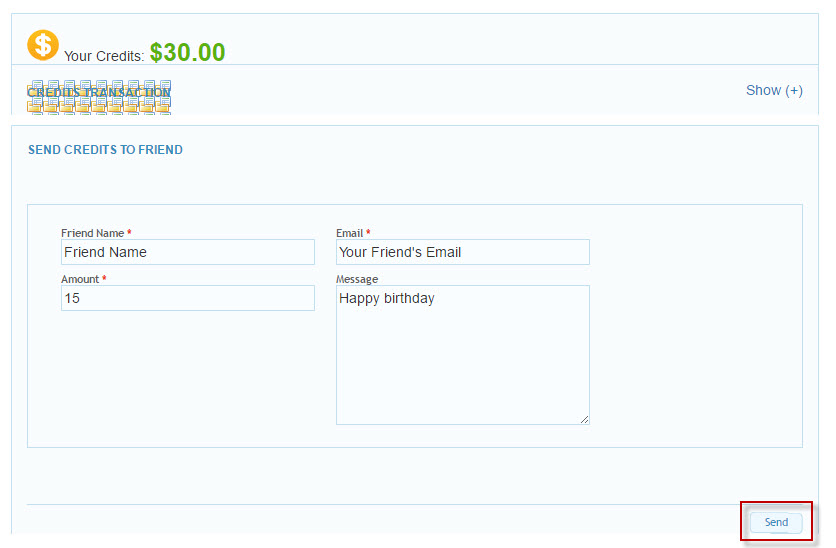 Your Credits: $30.00
CREDITS TRANSACTION
Show (+)
SEND CREDITS TO FRIEND
Friend Name *
Email *
Friend Name
Your Friend's Email
Amount *
Message
15
Happy birthday
Send